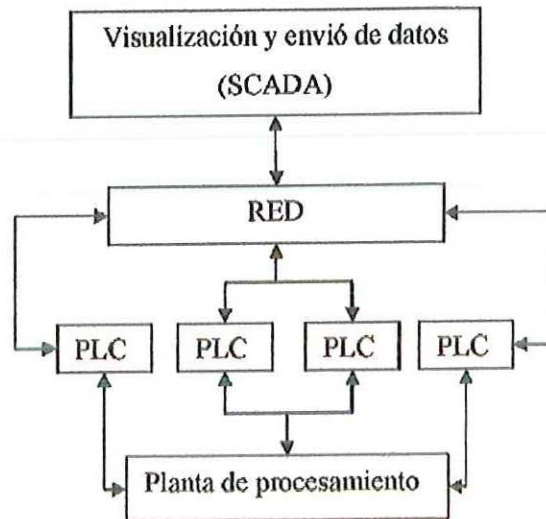 Visualización y envió de datos
(SCADA)
RED
PLC PLC PLC PLC
Planta de procesamiento